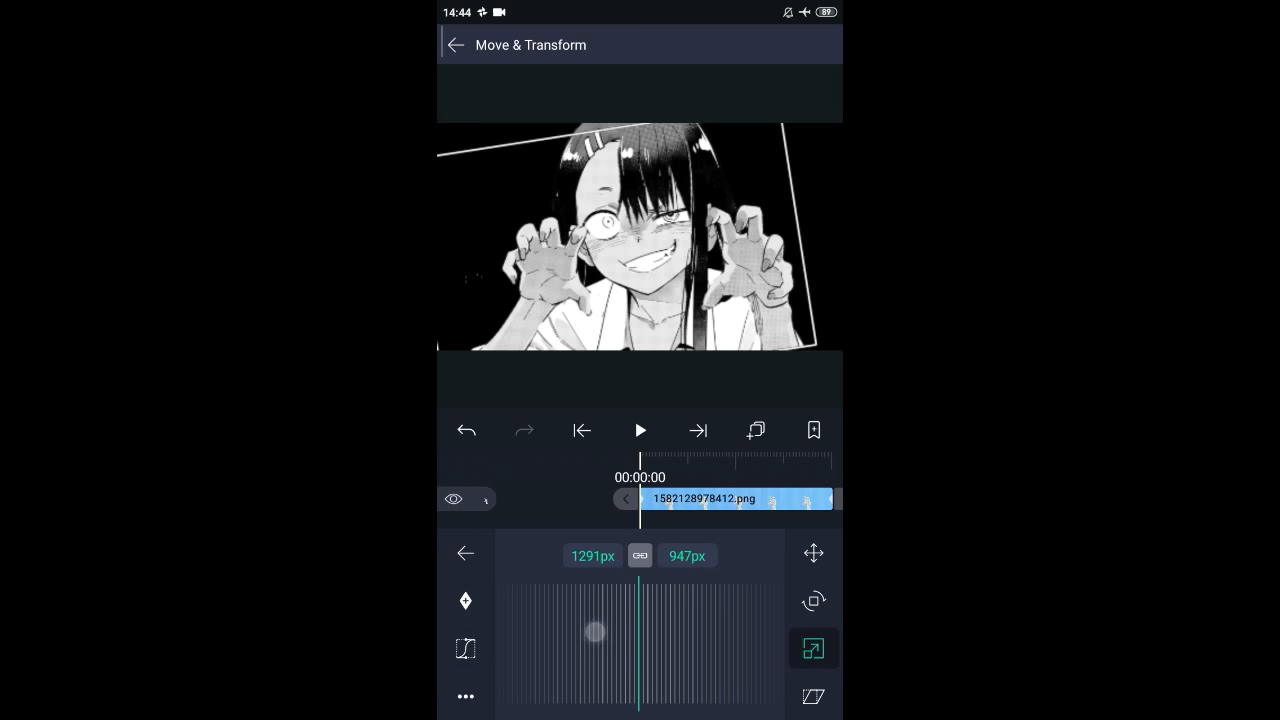 14:44
89
Move & Transform
00:00:00
1582128978412.png
1291px
947px